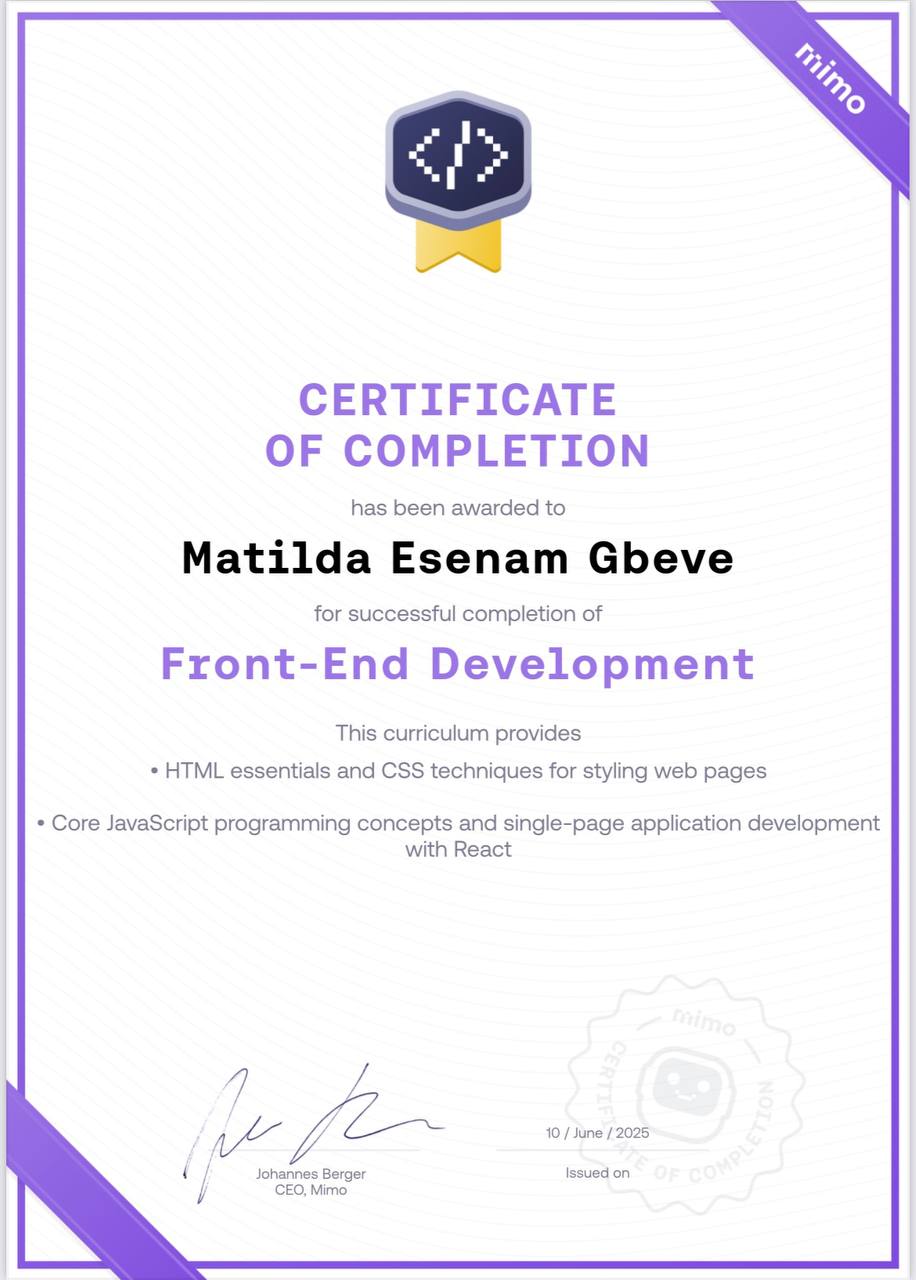 mimo
</>
CERTIFICATE
OF COMPLETION
has been awarded to
Matilda Esenam Gbeve
for successful completion of
Front-End Development
This curriculum provides
• HTML essentials and CSS techniques for styling web pages
• Core JavaScript programming concepts and single-page application development
with React
mimo
CERTIFICATE OF COMPLETION
10 / June / 2025
Johannes Berger
CEO, Mimo
Issued on